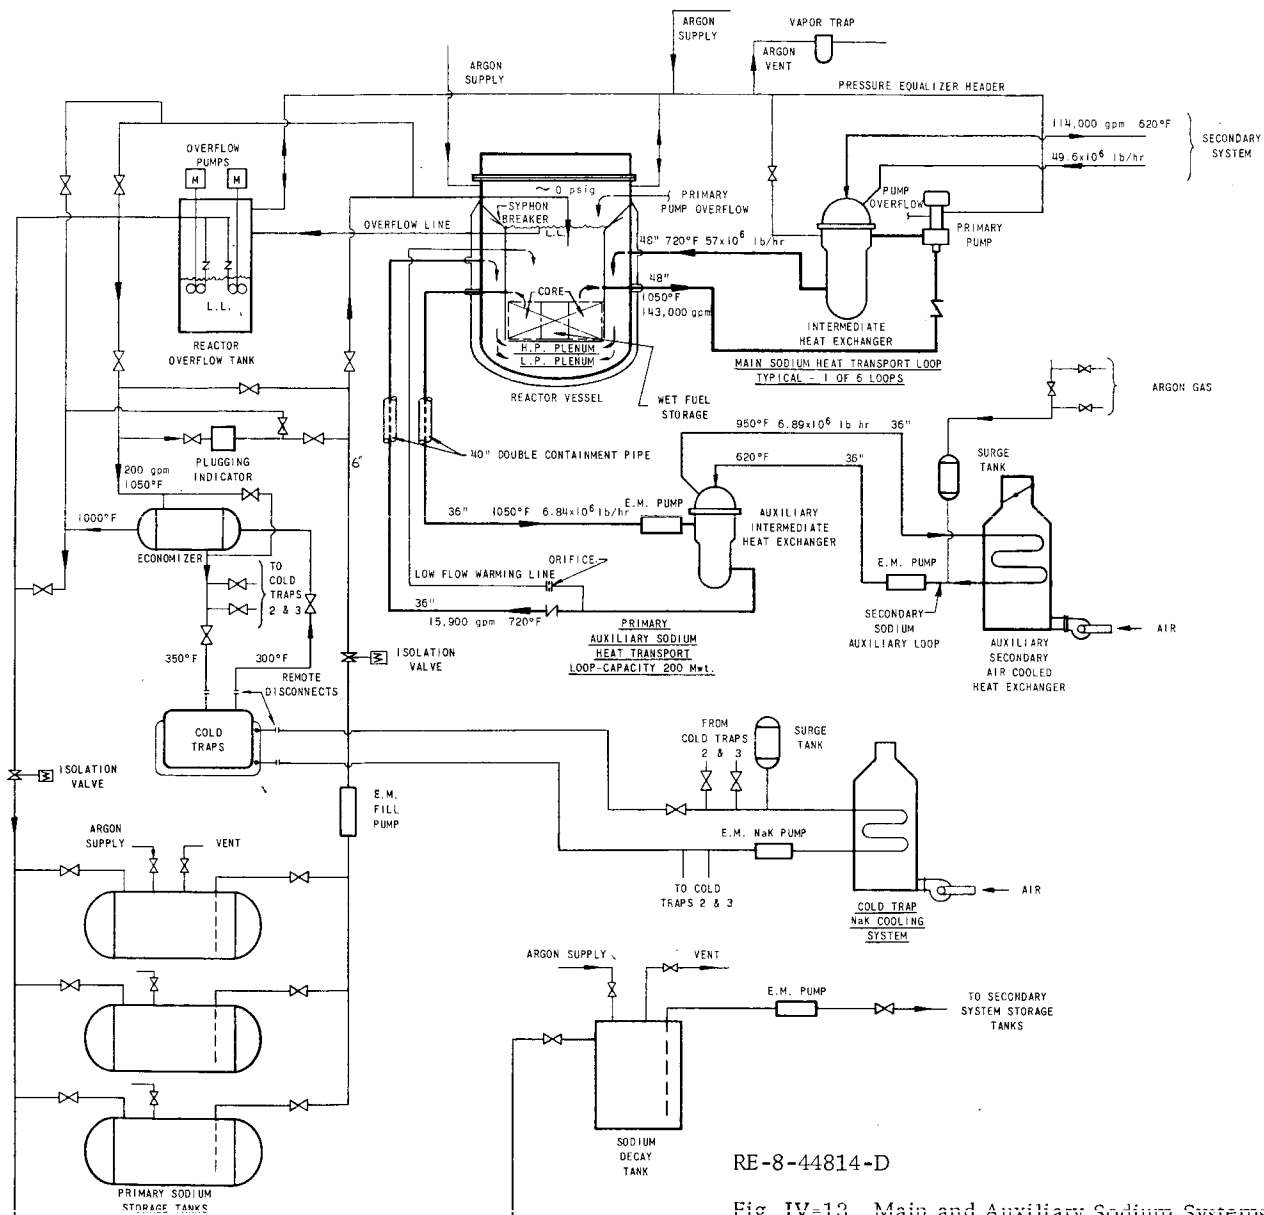 ARGON
SUPPLY
VAPOR TRAP
ARGON
VENT
ARGON
SUPPLY
PRESSURE EQUALIZER HEADER
114,000 gpm 620°F
49.6x10⁶ lb/hr
SECONDARY
SYSTEM
OVERFLOW
PUMPS
M
M
L.L.
REACTOR
OVERFLOW TANK
OVERFLOW LINE
~ 0 psig
SYPHON
BREAKER
L.L.
PRIMARY
PUMP OVERFLOW
PUMP
OVERFLOW
PRIMARY
PUMP
48" 720°F 57x10⁶ lb/hr
48"
1050°F
143,000 gpm
CORE
H.P. PLENUM
L.P. PLENUM
REACTOR VESSEL
WET FUEL
STORAGE
INTERMEDIATE
HEAT EXCHANGER
MAIN SODIUM HEAT TRANSPORT LOOP
TYPICAL - 1 OF 6 LOOPS
ARGON GAS
PLUGGING
INDICATOR
6"
40" DOUBLE CONTAINMENT PIPE
950°F 6.89x10⁶ lb hr 36"
620°F 36"
SURGE
TANK
200 gpm
1050°F
1000°F
ECONOMIZER
TO
COLD
TRAPS
2 & 3
36" 1050°F 6.84x10⁶ lb/hr
E.M. PUMP
AUXILIARY
INTERMEDIATE
HEAT EXCHANGER
E.M. PUMP
LOW FLOW WARMING LINE
ORIFICE
36"
15,900 gpm 720°F
PRIMARY
AUXILIARY SODIUM
HEAT TRANSPORT
LOOP-CAPACITY 200 Mwt.
SECONDARY
SODIUM
AUXILIARY LOOP
AIR
AUXILIARY
SECONDARY
AIR COOLED
HEAT EXCHANGER
350°F
300°F
REMOTE
DISCONNECTS
ISOLATION
VALVE
COLD
TRAPS
ISOLATION
VALVE
E.M.
FILL
PUMP
FROM
COLD TRAPS
2 & 3
SURGE
TANK
E.M. NaK PUMP
TO COLD
TRAPS 2 & 3
AIR
COLD TRAP
NaK COOLING
SYSTEM
ARGON
SUPPLY
VENT
ARGON SUPPLY
VENT
E.M. PUMP
TO SECONDARY
SYSTEM STORAGE
TANKS
SODIUM
DECAY
TANK
PRIMARY SODIUM
STORAGE TANKS
RE-8-44814-D
Fig. IV-13 Main and Auxiliary Sodium Systems